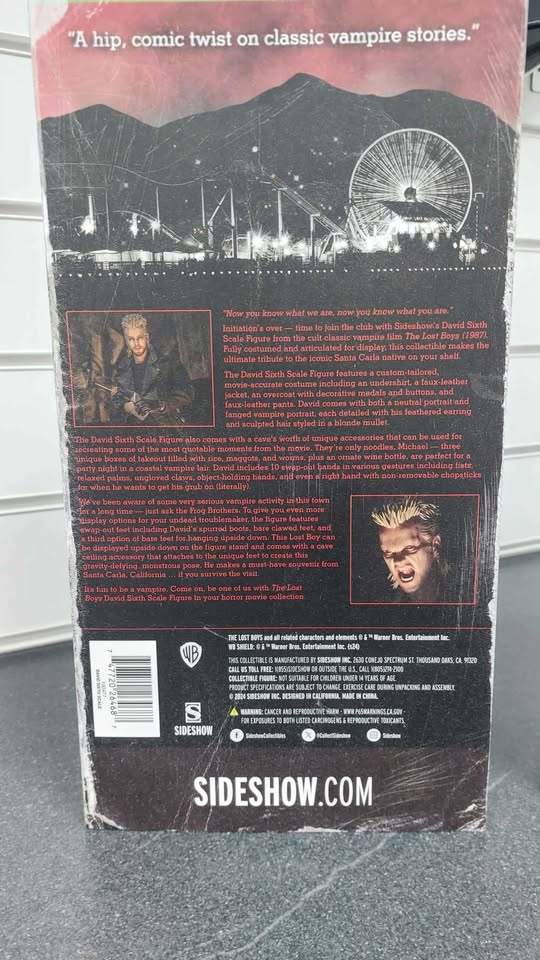 "A hip, comic twist on classic vampire stories."
"Now you know what we are, now you know what you are."
Initiation's over — time to join the club with Sideshow's David Sixth
Scale Figure from the cult classic vampire film The Lost Boys (1987).
Fully costumed and articulated for display, this collectible makes the
ultimate tribute to the iconic Santa Carla native on your shelf.
The David Sixth Scale Figure features a custom-tailored,
movie-accurate costume including an undershirt, a faux-leather
jacket, an overcoat with decorative medals and buttons, and
faux-leather pants. David comes with both a neutral portrait and
fanged vampire portrait, each detailed with his feathered earring
and sculpted hair styled in a blonde mullet.
The David Sixth Scale Figure also comes with a cave's worth of unique accessories that can be used for
recreating some of the most quotable moments from the movie. They're only noodles, Michael — three
unique boxes of takeout filled with rice, maggots, and worms, plus an ornate wine bottle, are perfect for a
party night in a coastal vampire lair. David includes 10 swap-out hands in various gestures including fists,
relaxed palms, ungloved claws, object-holding hands, and even a right hand with non-removable chopsticks
for when he wants to get his grub on (literally).
We've been aware of some very serious vampire activity in this town
for a long time — just ask the Frog Brothers. To give you even more
display options for your undead troublemaker, the figure features
swap-out feet including David's spurred boots, bare clawed feet, and
a third option of bare feet for hanging upside down. This Lost Boy can
be displayed upside down on the figure stand and comes with a cave
ceiling accessory that attaches to the unique feet to create this
gravity-defying, monstrous pose. He makes a must-have souvenir from
Santa Carla, California ... if you survive the visit.
It's fun to be a vampire. Come on, be one of us with The Lost
Boys David Sixth Scale Figure in your horror movie collection
THE LOST BOYS and all related characters and elements © & ™ Warner Bros. Entertainment Inc.
WB SHIELD: © & ™ Warner Bros. Entertainment Inc. (s24)
THIS COLLECTIBLE IS MANUFACTURED BY SIDESHOW INC. 2630 CONEJO SPECTRUM ST. THOUSAND OAKS, CA. 91320
CALL US TOLL FREE: 1(855)SIDESHOW OR OUTSIDE THE U.S., CALL 1(805)214-2100
COLLECTIBLE FIGURE: NOT SUITABLE FOR CHILDREN UNDER 14 YEARS OF AGE.
PRODUCT SPECIFICATIONS ARE SUBJECT TO CHANGE. EXERCISE CARE DURING UNPACKING AND ASSEMBLY.
© 2024 SIDESHOW INC. DESIGNED IN CALIFORNIA. MADE IN CHINA.
WARNING: CANCER AND REPRODUCTIVE HARM - WWW.P65WARNINGS.CA.GOV -
FOR EXPOSURES TO BOTH LISTED CARCINOGENS & REPRODUCTIVE TOXICANTS.
WB
SIDESHOW
SideshowCollectibles
@CollectSideshow
Sideshow
SIDESHOW.COM